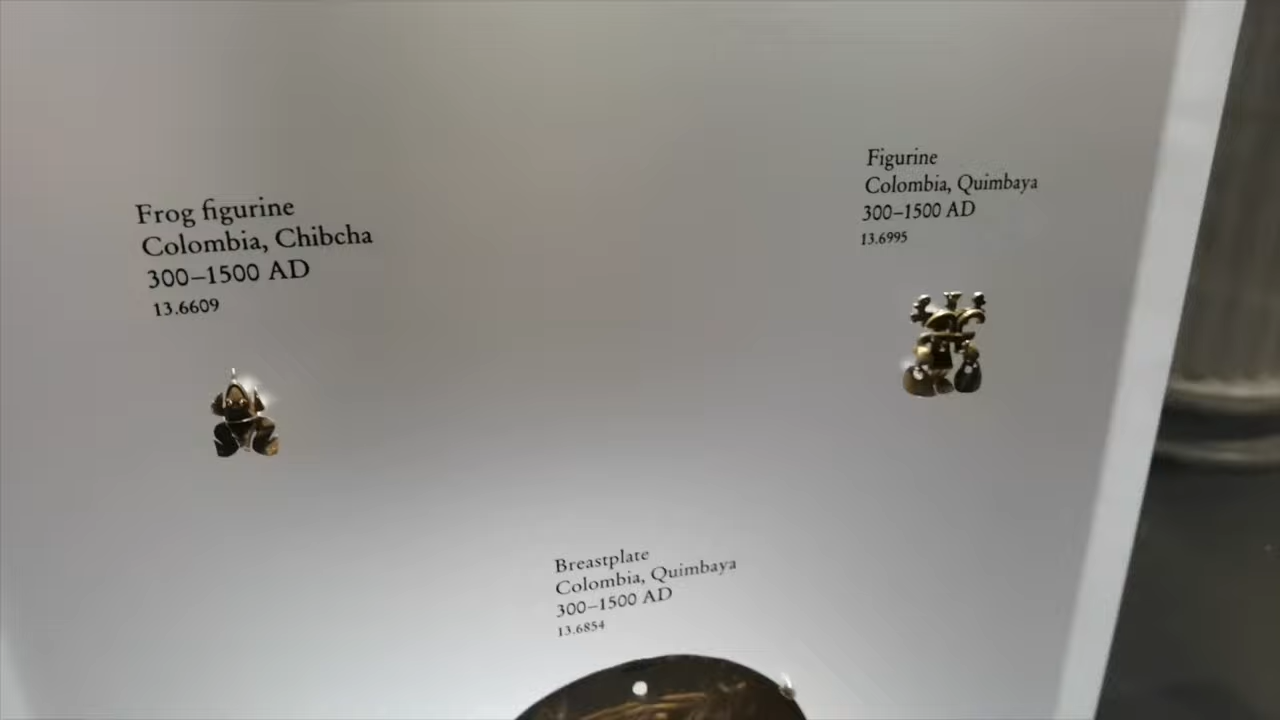 Frog figurine
Colombia, Chibcha
300–1500 AD
13.6609
Figurine
Colombia, Quimbaya
300–1500 AD
13.6995
Breastplate
Colombia, Quimbaya
300–1500 AD
13.6854